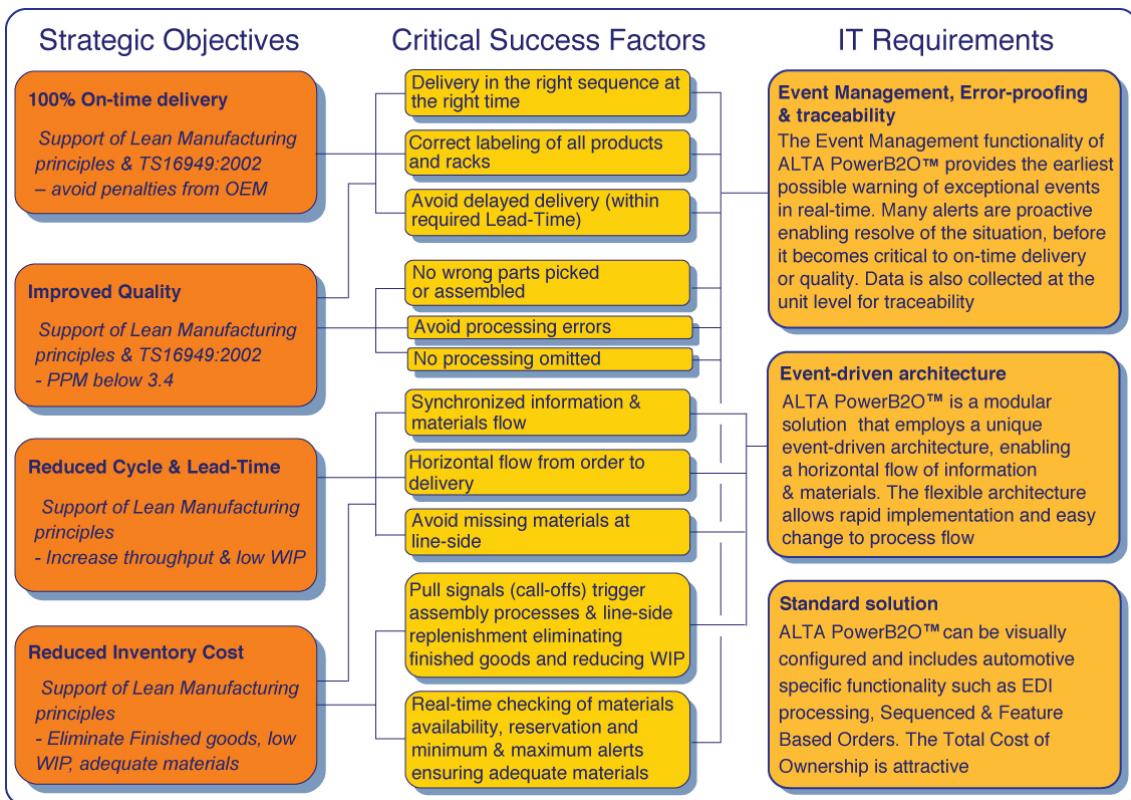 Strategic Objectives
Critical Success Factors
IT Requirements
100% On-time delivery
Support of Lean Manufacturing
principles & TS16949:2002
– avoid penalties from OEM
Improved Quality
Support of Lean Manufacturing
principles & TS16949:2002
- PPM below 3.4
Reduced Cycle & Lead-Time
Support of Lean Manufacturing
principles
- Increase throughput & low WIP
Reduced Inventory Cost
Support of Lean Manufacturing
principles
- Eliminate Finished goods, low
WIP, adequate materials
Delivery in the right sequence at
the right time
Correct labeling of all products
and racks
Avoid delayed delivery (within
required Lead-Time)
No wrong parts picked
or assembled
Avoid processing errors
No processing omitted
Synchronized information &
materials flow
Horizontal flow from order to
delivery
Avoid missing materials at
line-side
Pull signals (call-offs) trigger
assembly processes & line-side
replenishment eliminating
finished goods and reducing WIP
Real-time checking of materials
availability, reservation and
minimum & maximum alerts
ensuring adequate materials
Event Management, Error-proofing
& traceability
The Event Management functionality of
ALTA PowerB2O™ provides the earliest
possible warning of exceptional events
in real-time. Many alerts are proactive
enabling resolve of the situation, before
it becomes critical to on-time delivery
or quality. Data is also collected at the
unit level for traceability
Event-driven architecture
ALTA PowerB2O™ is a modular
solution that employs a unique
event-driven architecture, enabling
a horizontal flow of information
& materials. The flexible architecture
allows rapid implementation and easy
change to process flow
Standard solution
ALTA PowerB2O™ can be visually
configured and includes automotive
specific functionality such as EDI
processing, Sequenced & Feature
Based Orders. The Total Cost of
Ownership is attractive